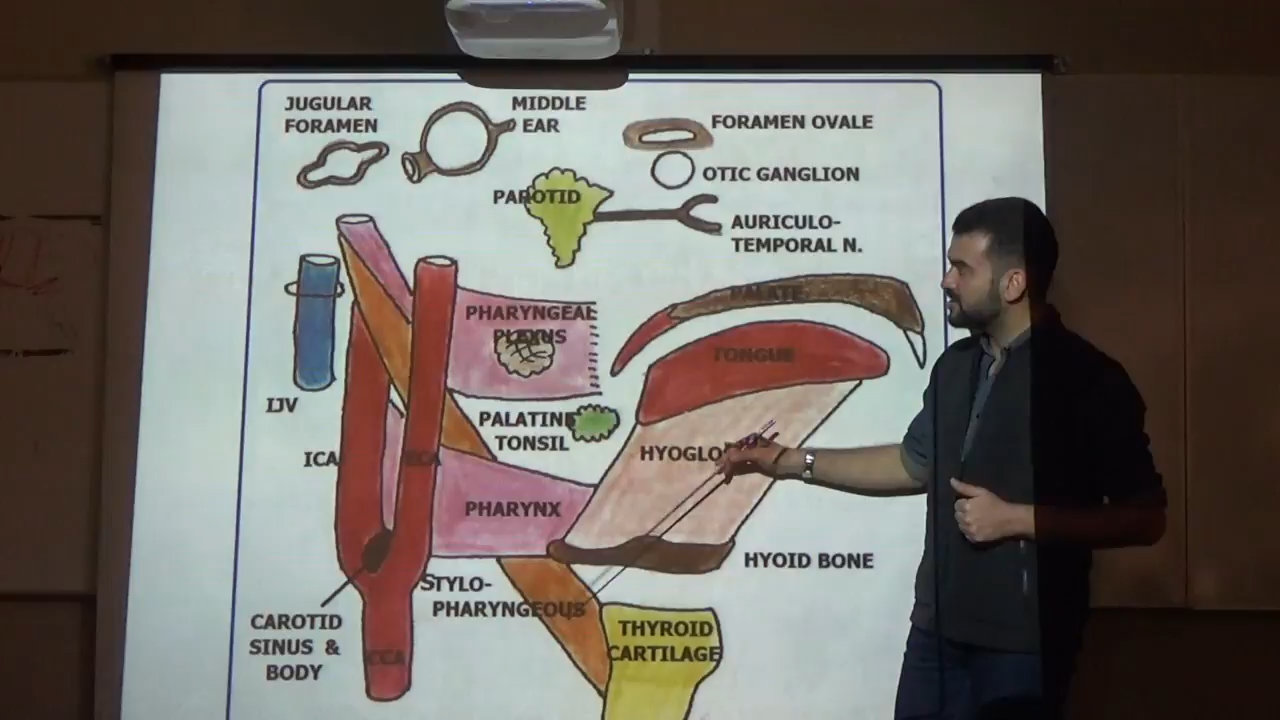 JUGULAR
FORAMEN
MIDDLE
EAR
FORAMEN OVALE
OTIC GANGLION
PAROTID
AURICULO-
TEMPORAL N.
PALATE
PHARYNGEAL
PLEXUS
TONGUE
IJV
PALATINE
TONSIL
ICA
ECA
HYOGLOSSUS
PHARYNX
HYOID BONE
STYLO-
PHARYNGEOUS
CAROTID
SINUS &
BODY
CCA
THYROID
CARTILAGE